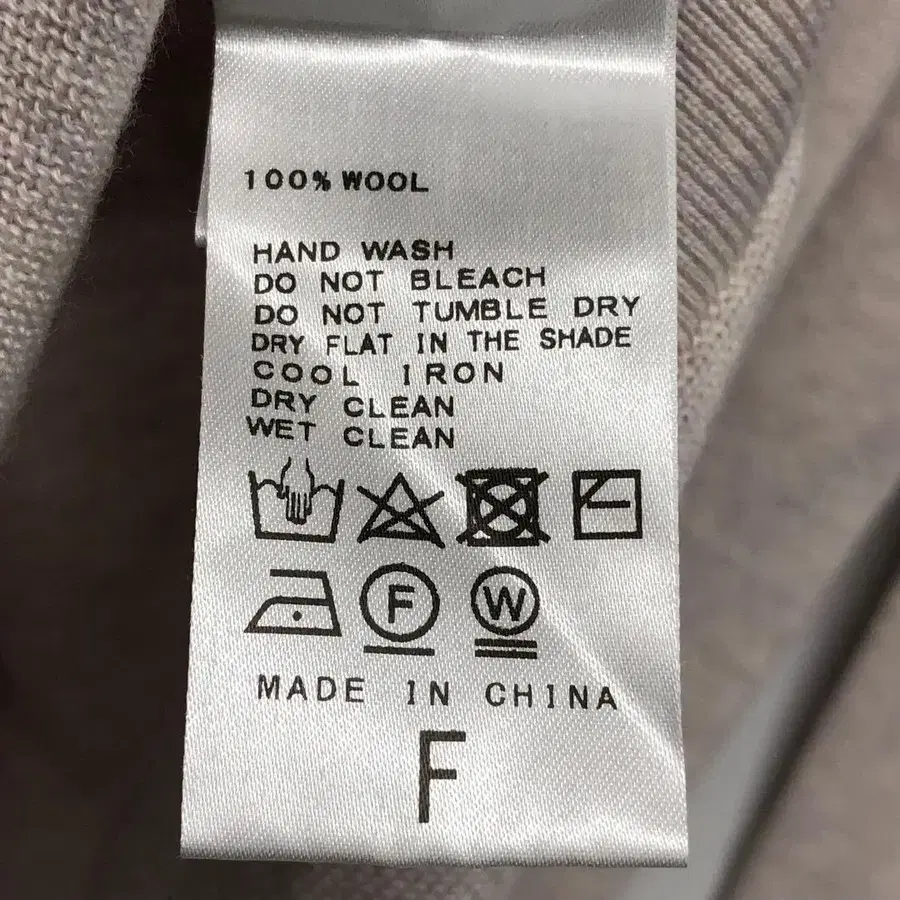 100% WOOL
HAND WASH
DO NOT BLEACH
DO NOT TUMBLE DRY
DRY FLAT IN THE SHADE
COOL IRON
DRY CLEAN
WET CLEAN
F W
MADE IN CHINA
F